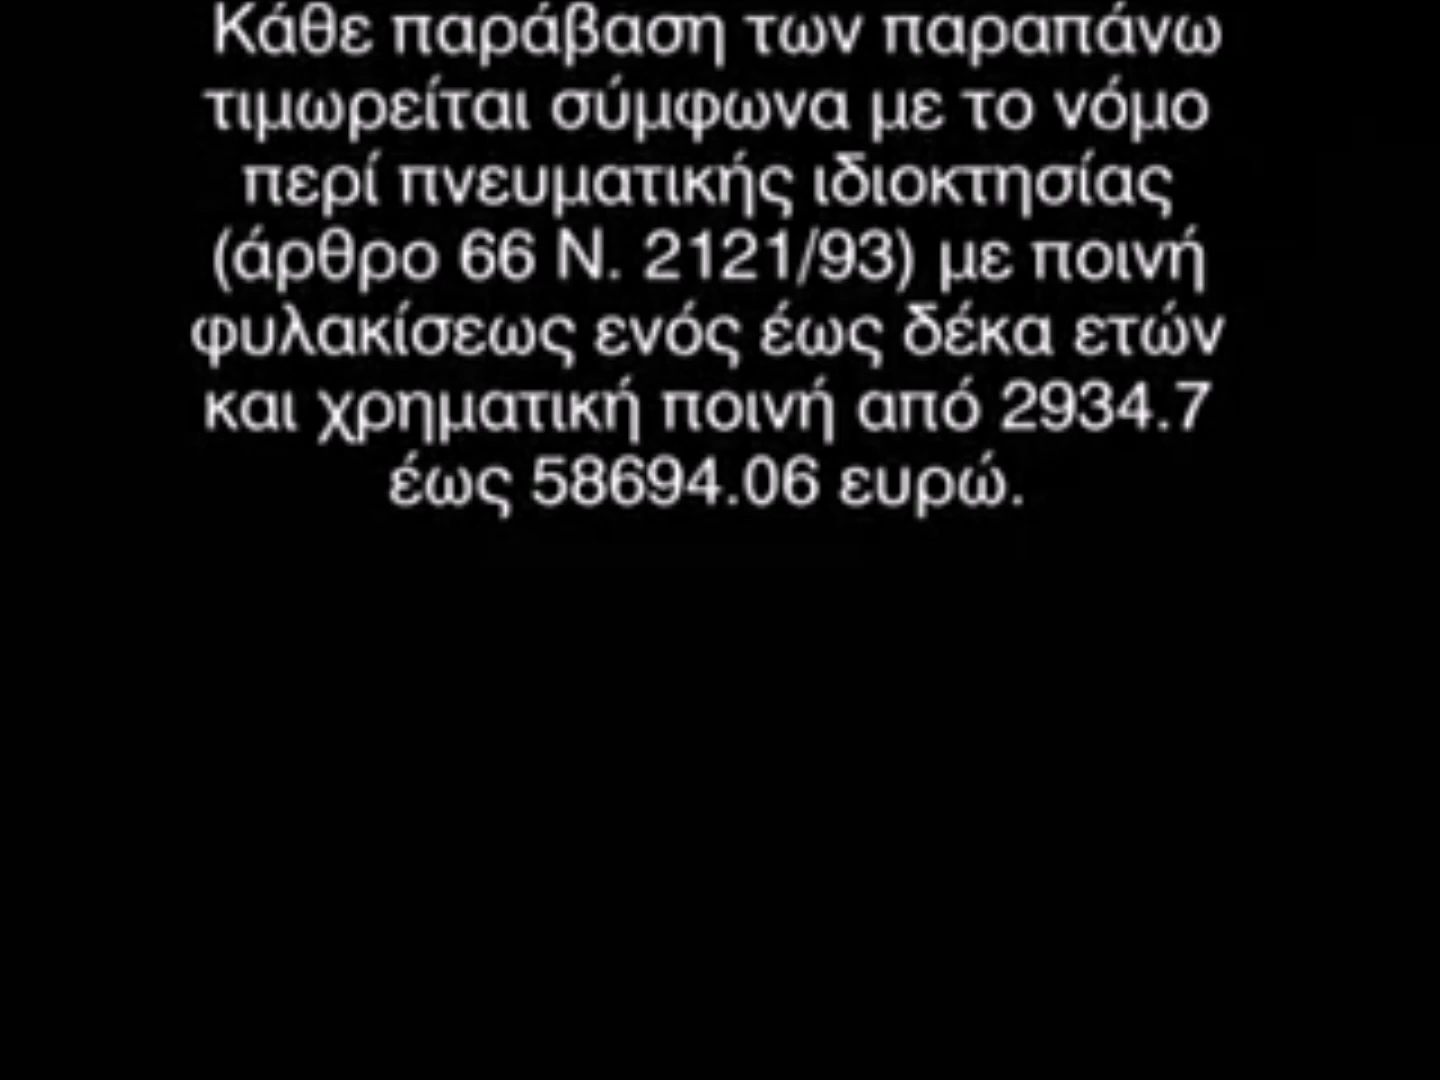 Κάθε παράβαση των παραπάνω
τιμωρείται σύμφωνα με το νόμο
περί πνευματικής ιδιοκτησίας
(άρθρο 66 Ν. 2121/93) με ποινή
φυλακίσεως ενός έως δέκα ετών
και χρηματική ποινή από 2934.7
έως 58694.06 ευρώ.